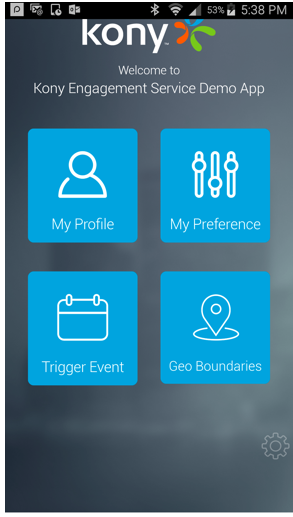 53% 5:38 PM
kony
Welcome to
Kony Engagement Service Demo App
My Profile
My Preference
Trigger Event
Geo Boundaries